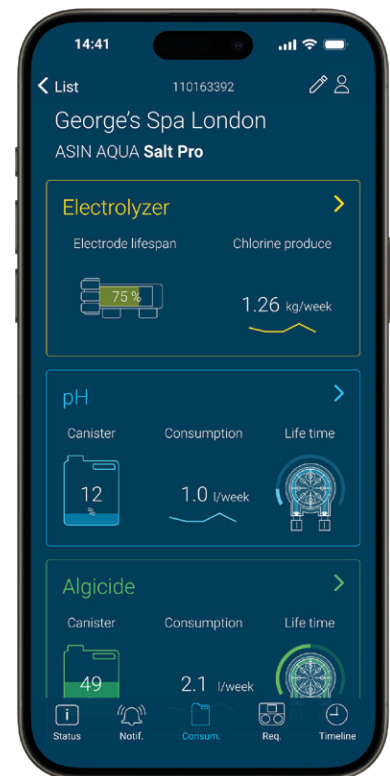 14:41
List 110163392
George's Spa London
ASIN AQUA Salt Pro
Electrolyzer
Electrode lifespan Chlorine produce
75 %
1.26 kg/week
pH
Canister Consumption Life time
12
%
1.0 l/week
Algicide
Canister Consumption Life time
49
2.1 l/week
Status Notif. Consum. Req. Timeline